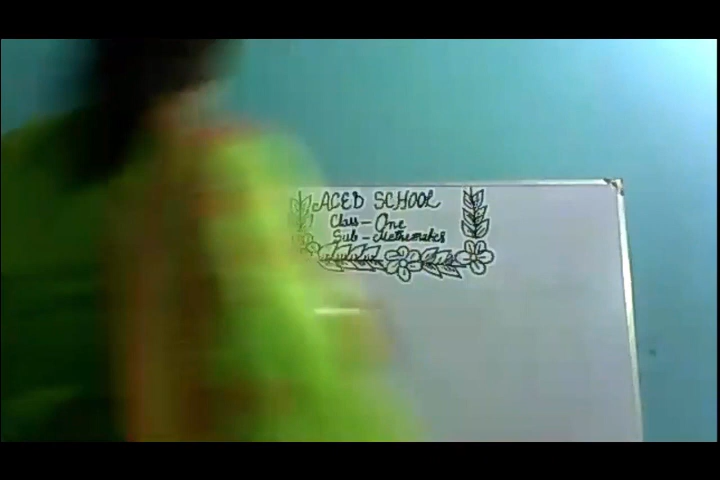 ACED SCHOOL
Class - One
Sub - Mathematics